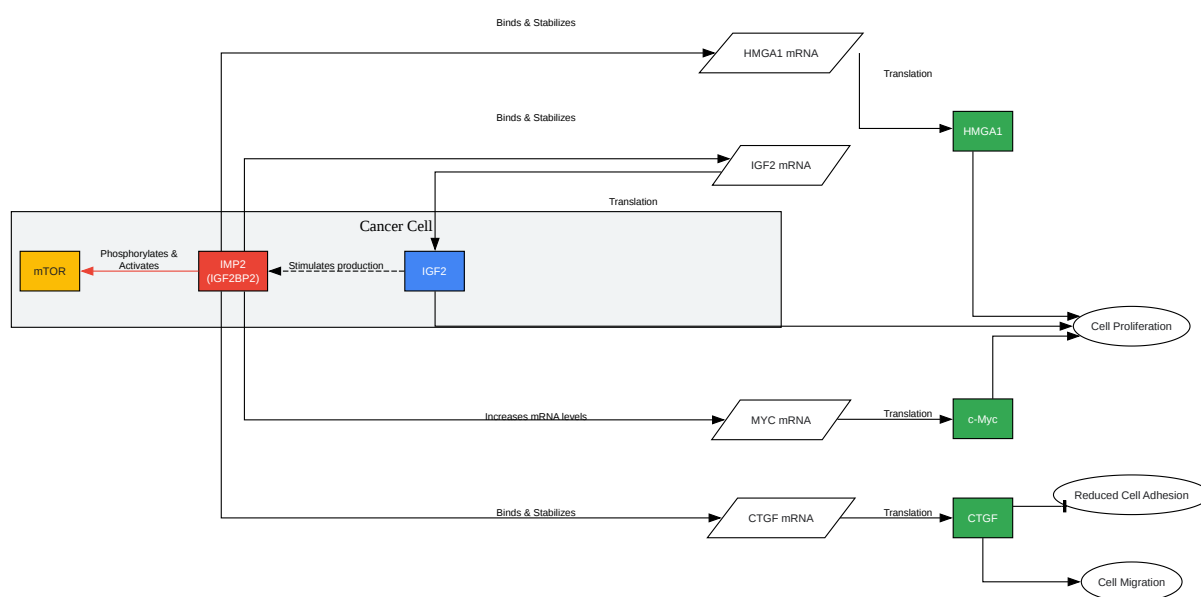 Binds & Stabilizes
HMGA1 mRNA
Translation
Binds & Stabilizes
HMGA1
IGF2 mRNA
Translation
Cancer Cell
mTOR
Phosphorylates &
Activates
IMP2
(IGF2BP2)
Stimulates production
IGF2
Cell Proliferation
Increases mRNA levels
MYC mRNA
Translation
c-Myc
Reduced Cell Adhesion
Binds & Stabilizes
CTGF mRNA
Translation
CTGF
Cell Migration